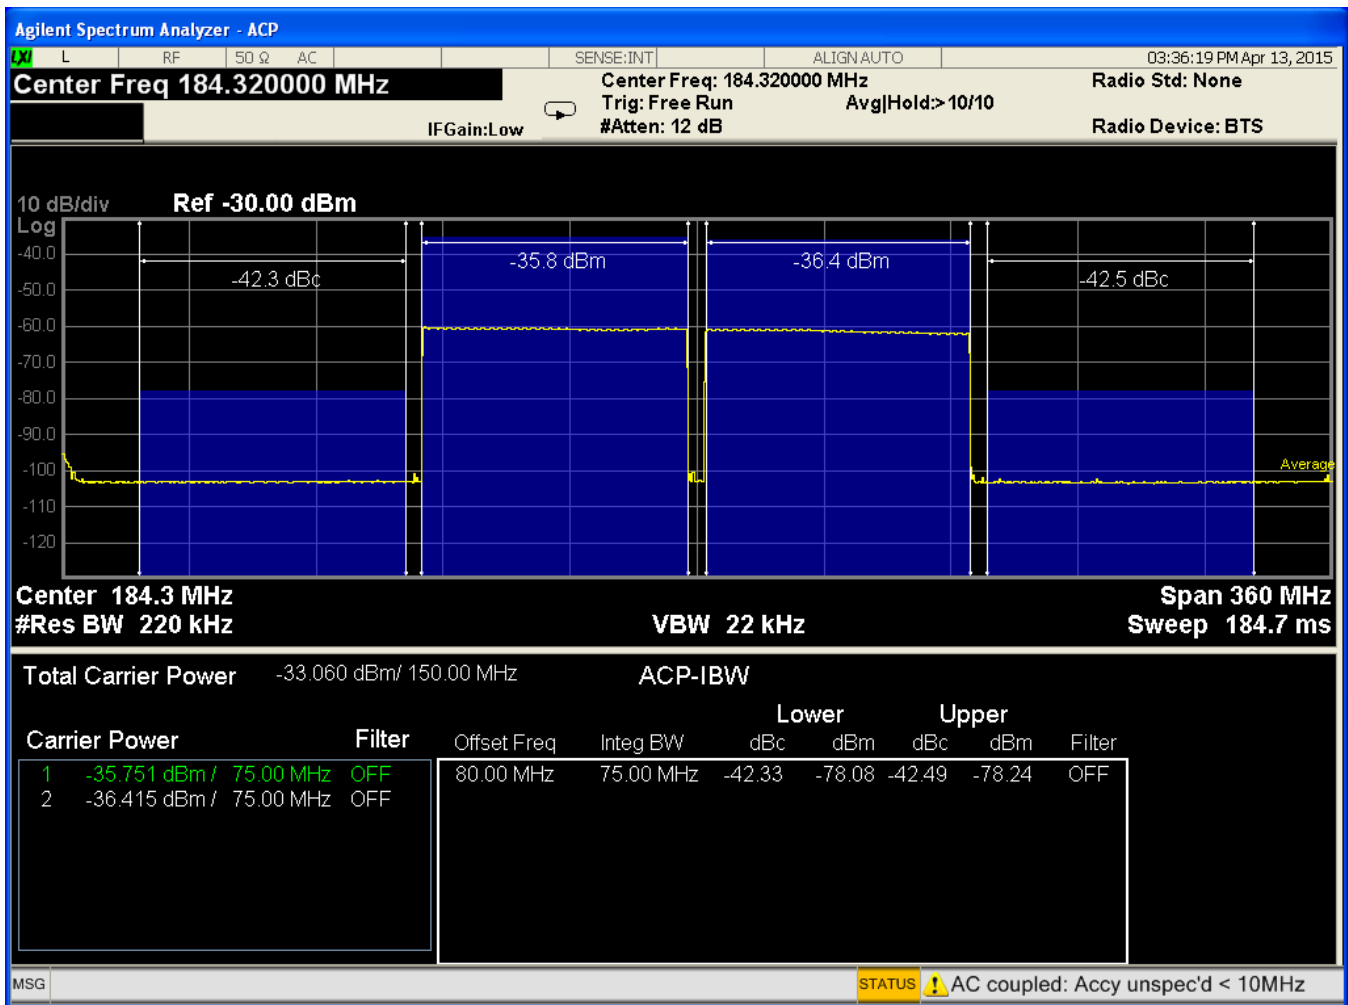 Agilent Spectrum Analyzer - ACP
LXI L RF 50 Ω AC SENSE:INT ALIGN AUTO 03:36:19 PM Apr 13, 2015
Center Freq 184.320000 MHz Center Freq: 184.320000 MHz Radio Std: None
Trig: Free Run Avg|Hold:>10/10
IFGain:Low #Atten: 12 dB Radio Device: BTS
10 dB/div Ref -30.00 dBm
Log
-40.0
-35.8 dBm -36.4 dBm
-42.3 dBc -42.5 dBc
-50.0
-60.0
-70.0
-80.0
-90.0
-100 Average
-110
-120
Center 184.3 MHz Span 360 MHz
#Res BW 220 kHz VBW 22 kHz Sweep 184.7 ms
Total Carrier Power -33.060 dBm/ 150.00 MHz ACP-IBW
Lower Upper
Carrier Power Filter Offset Freq Integ BW dBc dBm dBc dBm Filter
1 -35.751 dBm / 75.00 MHz OFF 80.00 MHz 75.00 MHz -42.33 -78.08 -42.49 -78.24 OFF
2 -36.415 dBm / 75.00 MHz OFF
MSG STATUS AC coupled: Accy unspec'd < 10MHz